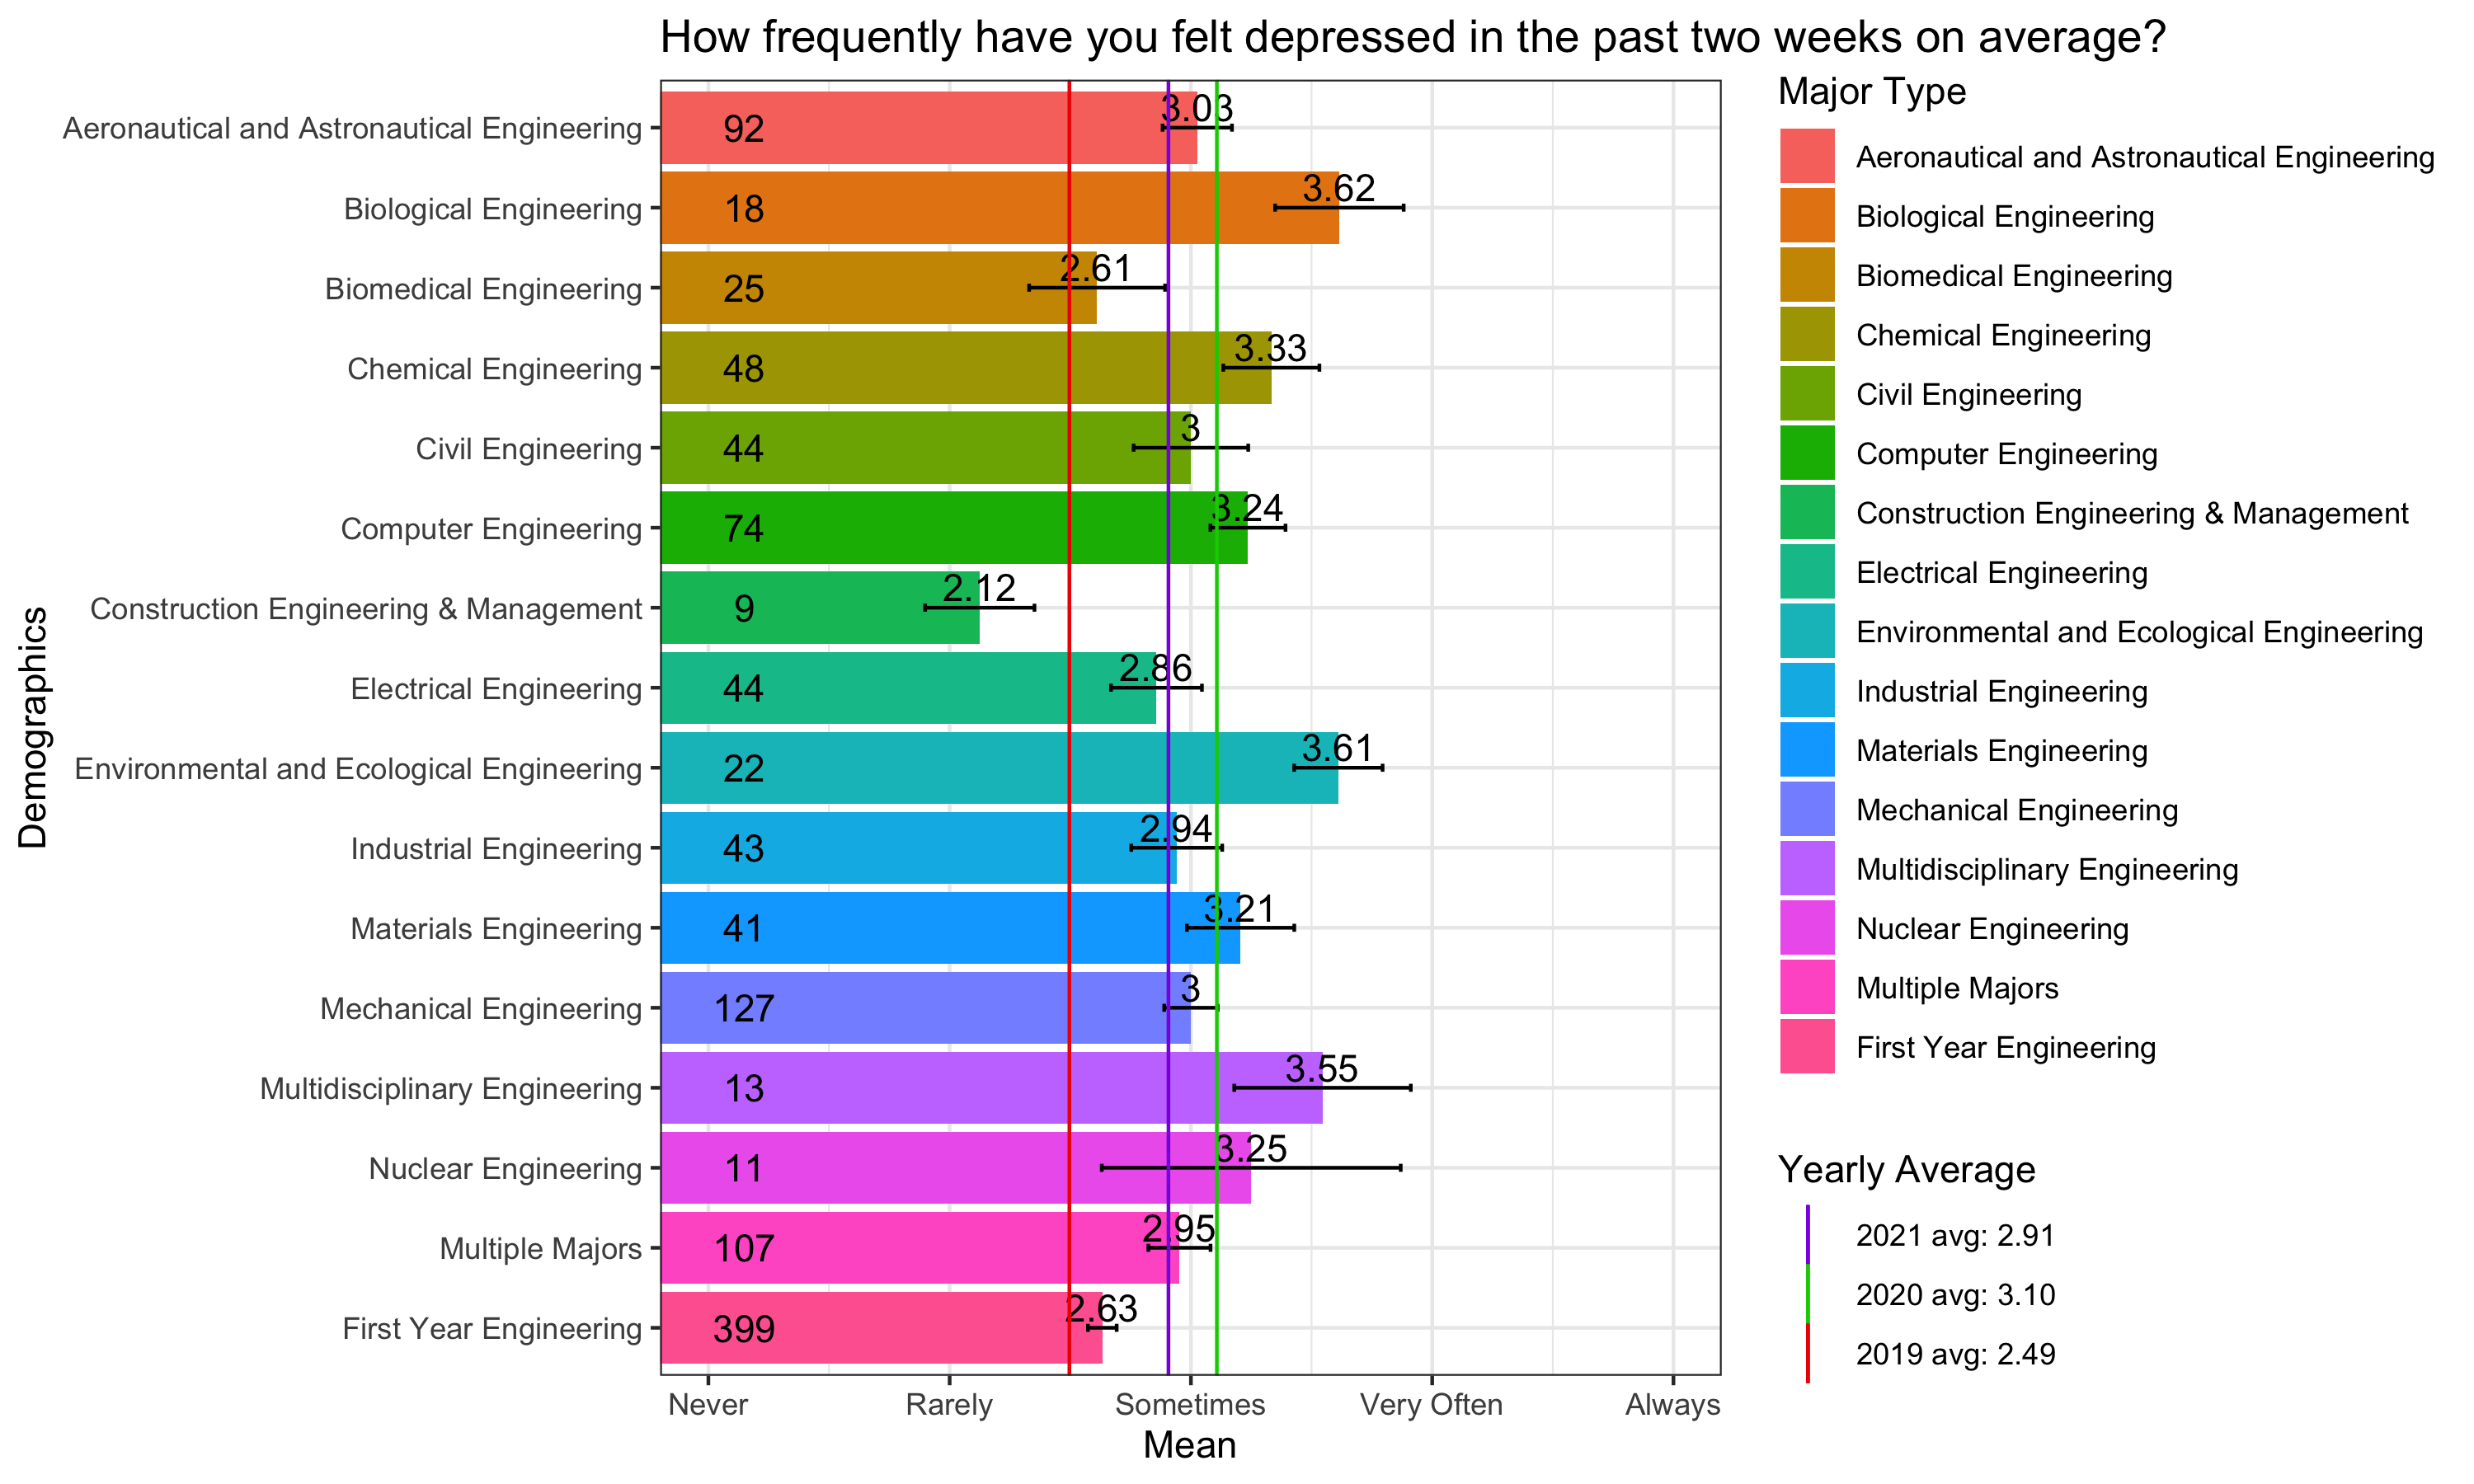 How frequently have you felt depressed in the past two weeks on average?
Demographics
Aeronautical and Astronautical Engineering 92 3.03
Biological Engineering 18 3.62
Biomedical Engineering 25 2.61
Chemical Engineering 48 3.33
Civil Engineering 44 3
Computer Engineering 74 3.24
Construction Engineering & Management 9 2.12
Electrical Engineering 44 2.86
Environmental and Ecological Engineering 22 3.61
Industrial Engineering 43 2.94
Materials Engineering 41 3.21
Mechanical Engineering 127 3
Multidisciplinary Engineering 13 3.55
Nuclear Engineering 11 3.25
Multiple Majors 107 2.95
First Year Engineering 399 2.63
Never Rarely Sometimes Very Often Always
Mean
Major Type
Aeronautical and Astronautical Engineering
Biological Engineering
Biomedical Engineering
Chemical Engineering
Civil Engineering
Computer Engineering
Construction Engineering & Management
Electrical Engineering
Environmental and Ecological Engineering
Industrial Engineering
Materials Engineering
Mechanical Engineering
Multidisciplinary Engineering
Nuclear Engineering
Multiple Majors
First Year Engineering
Yearly Average
2021 avg: 2.91
2020 avg: 3.10
2019 avg: 2.49